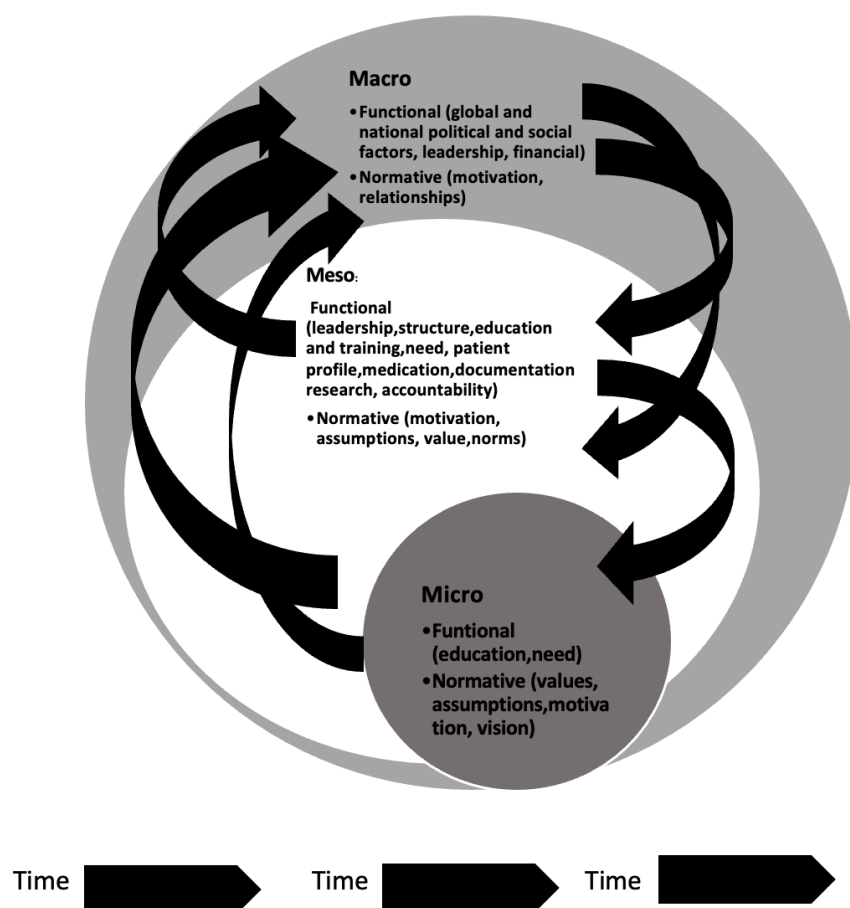 Macro
•Functional (global and
national political and social
factors, leadership, financial)
•Normative (motivation,
relationships)
Meso:
Functional
(leadership,structure,education
and training,need, patient
profile,medication,documentation
research, accountability)
•Normative (motivation,
assumptions, value,norms)
Micro
•Funtional
(education,need)
•Normative (values,
assumptions,motiva
tion, vision)
Time
Time
Time